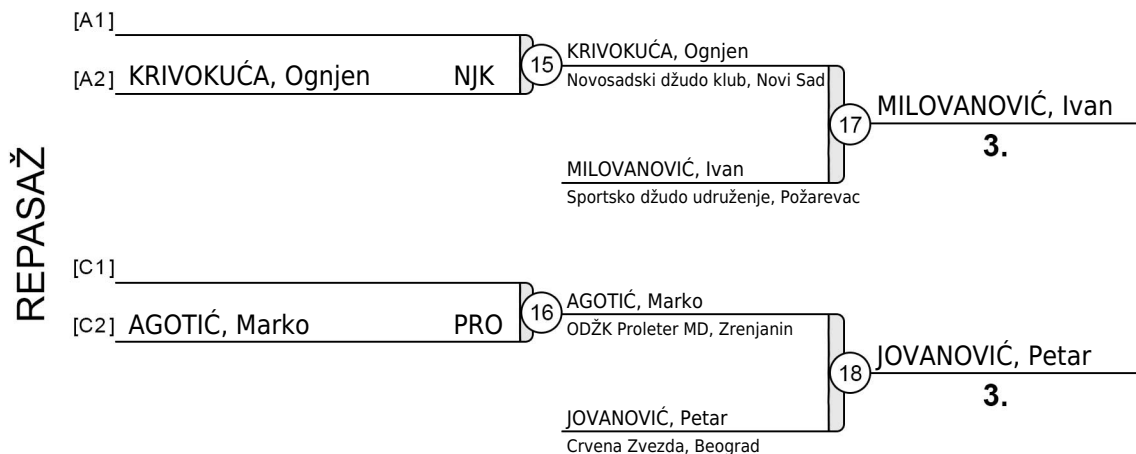 REPASAŽ
[A1]
[A2] KRIVOKUĆA, Ognjen NJK
15
KRIVOKUĆA, Ognjen
Novosadski džudo klub, Novi Sad
17
MILOVANOVIĆ, Ivan
3.
MILOVANOVIĆ, Ivan
Sportsko džudo udruženje, Požarevac
[C1]
[C2] AGOTIĆ, Marko PRO
16
AGOTIĆ, Marko
ODŽK Proleter MD, Zrenjanin
18
JOVANOVIĆ, Petar
3.
JOVANOVIĆ, Petar
Crvena Zvezda, Beograd